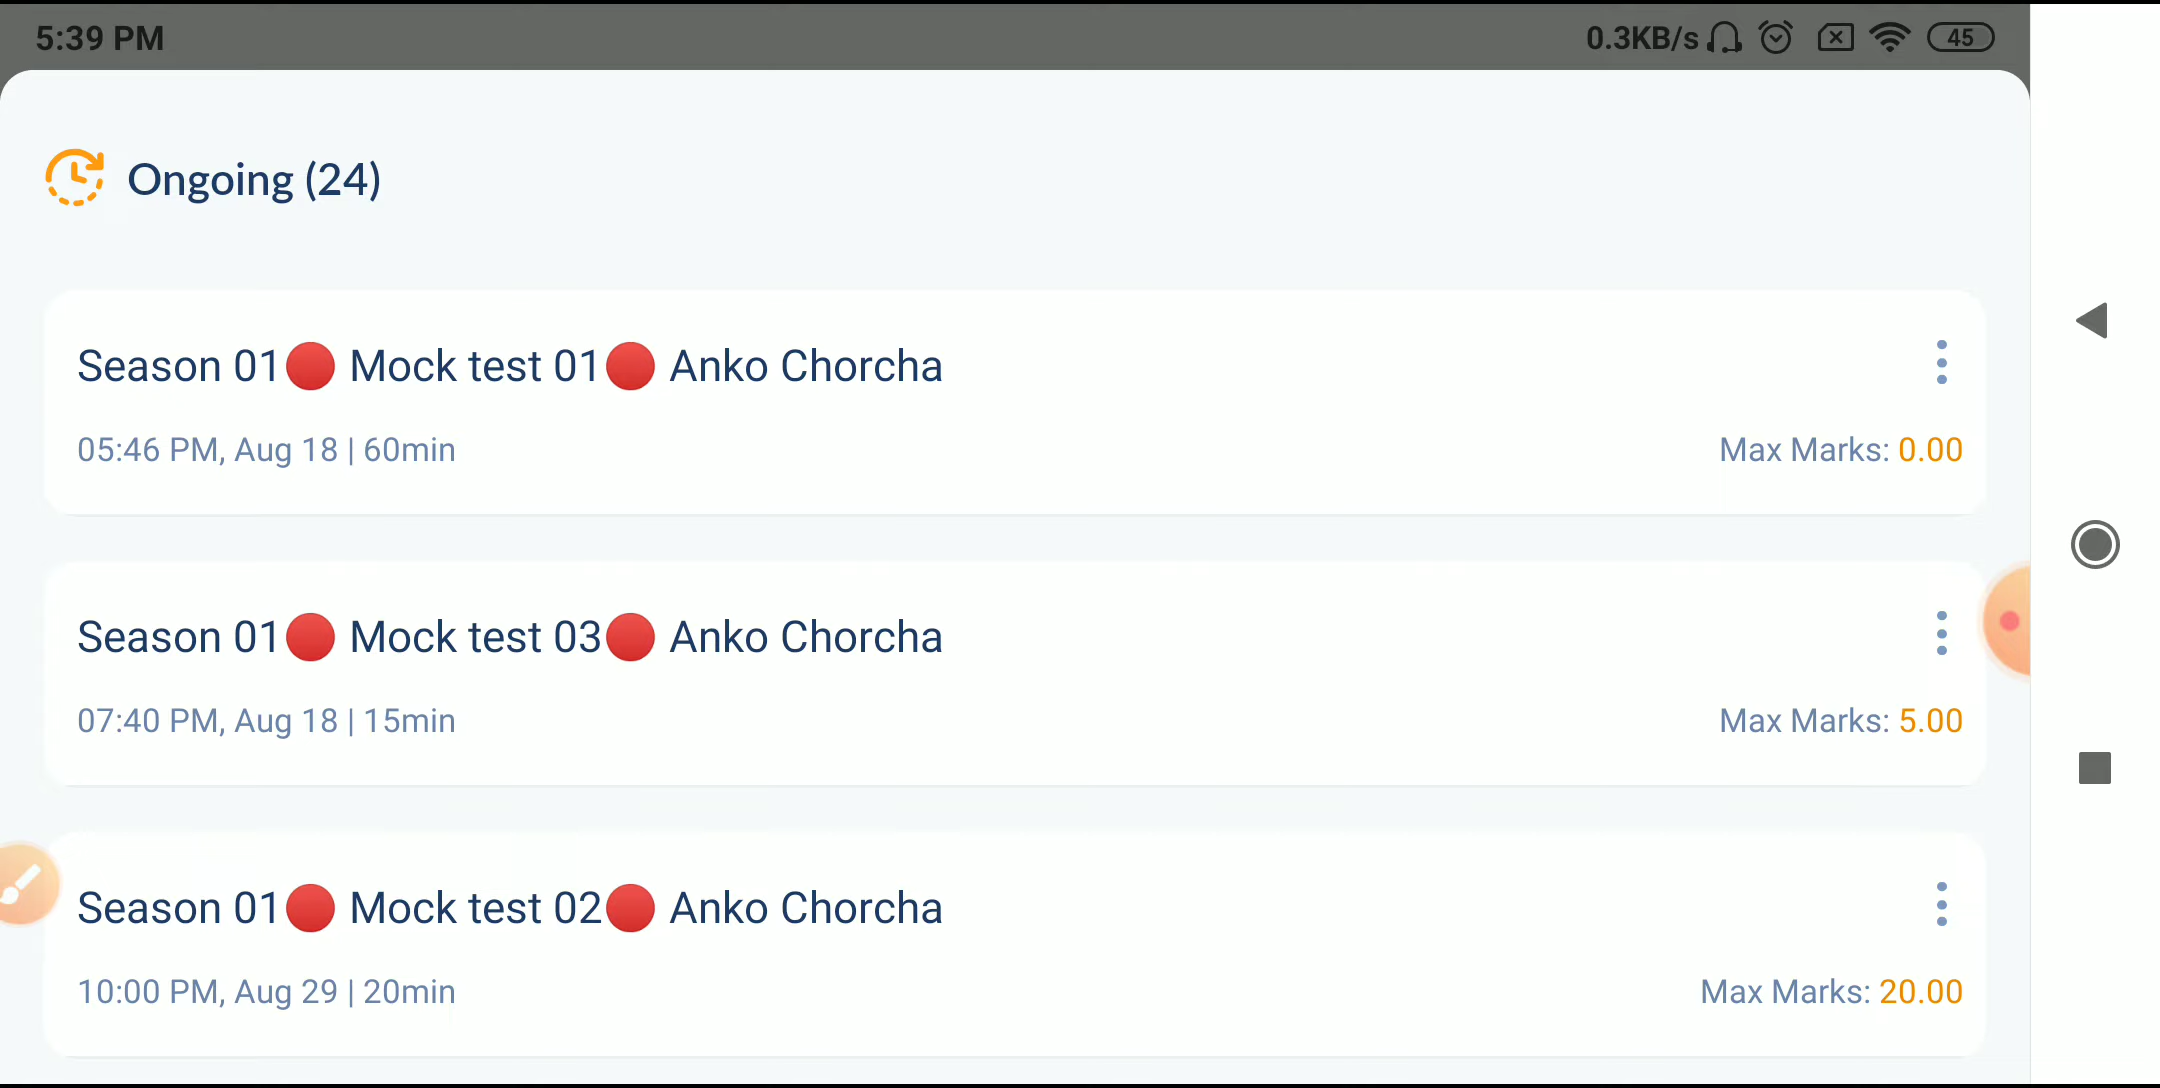 5:39 PM
0.3KB/s
45
Ongoing (24)
Season 01🔴 Mock test 01🔴 Anko Chorcha
05:46 PM, Aug 18 | 60min
Max Marks: 0.00
Season 01🔴 Mock test 03🔴 Anko Chorcha
07:40 PM, Aug 18 | 15min
Max Marks: 5.00
Season 01🔴 Mock test 02🔴 Anko Chorcha
10:00 PM, Aug 29 | 20min
Max Marks: 20.00